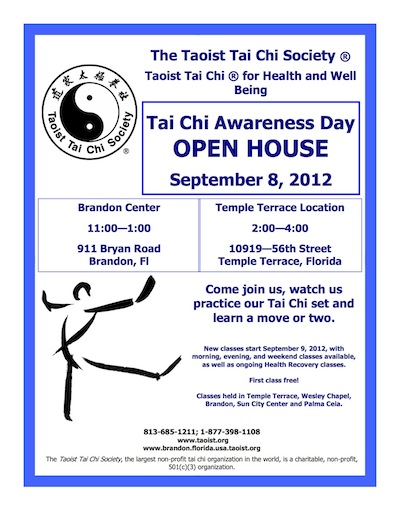 The Taoist Tai Chi Society ®
Taoist Tai Chi ® for Health and Well
Being
Taoist Tai Chi Society
®
Tai Chi Awareness Day
OPEN HOUSE
September 8, 2012
Brandon Center
11:00—1:00
911 Bryan Road
Brandon, Fl
Temple Terrace Location
2:00—4:00
10919—56th Street
Temple Terrace, Florida
Come join us, watch us
practice our Tai Chi set and
learn a move or two.
New classes start September 9, 2012, with
morning, evening, and weekend classes available,
as well as ongoing Health Recovery classes.
First class free!
Classes held in Temple Terrace, Wesley Chapel,
Brandon, Sun City Center and Palma Ceia.
813-685-1211; 1-877-398-1108
www.taoist.org
www.brandon.florida.usa.taoist.org
The Taoist Tai Chi Society, the largest non-profit tai chi organization in the world, is a charitable, non-profit,
501(c)(3) organization.